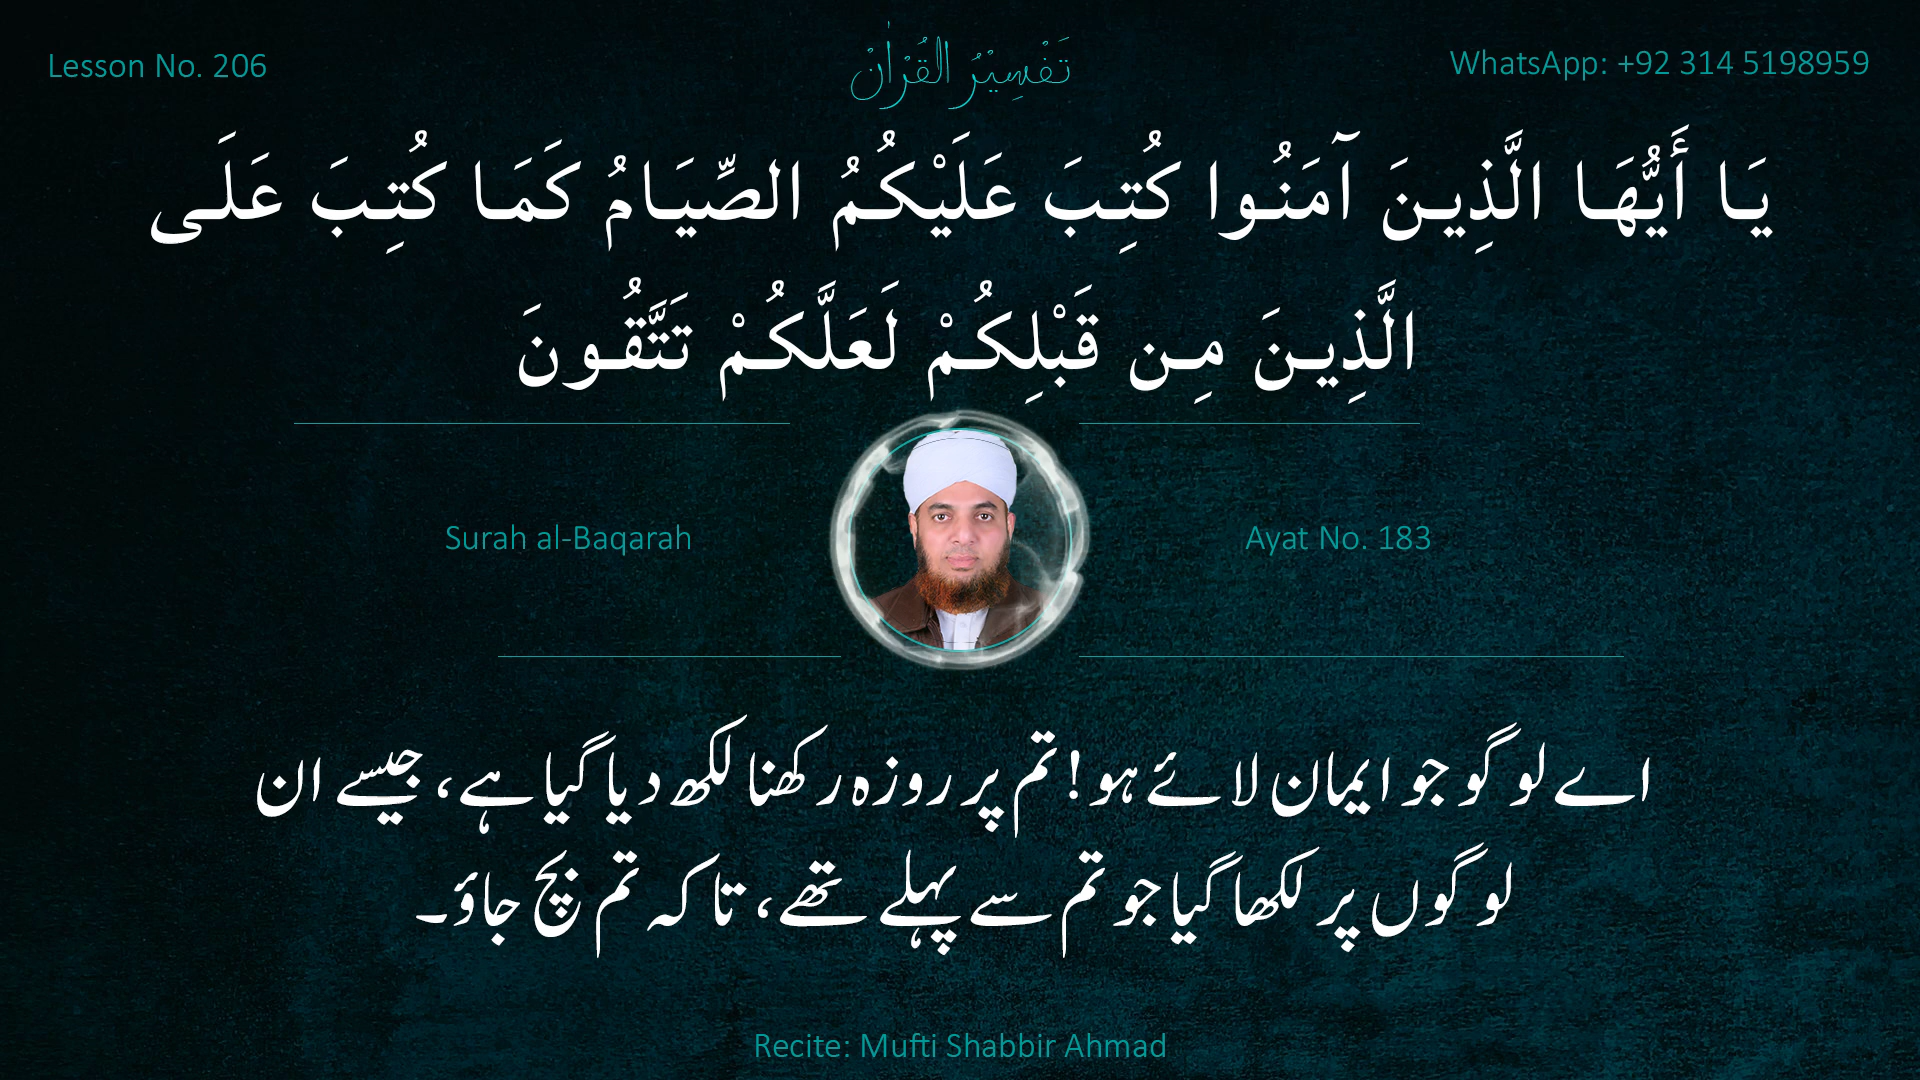 Lesson No. 206
تَفْسِيْرُ الْقُرْاٰنْ
WhatsApp: +92 314 5198959
يَا أَيُّهَا الَّذِينَ آمَنُوا كُتِبَ عَلَيْكُمُ الصِّيَامُ كَمَا كُتِبَ عَلَى
الَّذِينَ مِن قَبْلِكُمْ لَعَلَّكُمْ تَتَّقُونَ
Surah al-Baqarah
Ayat No. 183
اے لوگو جو ایمان لائے ہو! تم پر روزہ رکھنا لکھ دیا گیا ہے، جیسے ان
لوگوں پر لکھا گیا جو تم سے پہلے تھے، تاکہ تم بچ جاؤ۔
Recite: Mufti Shabbir Ahmad